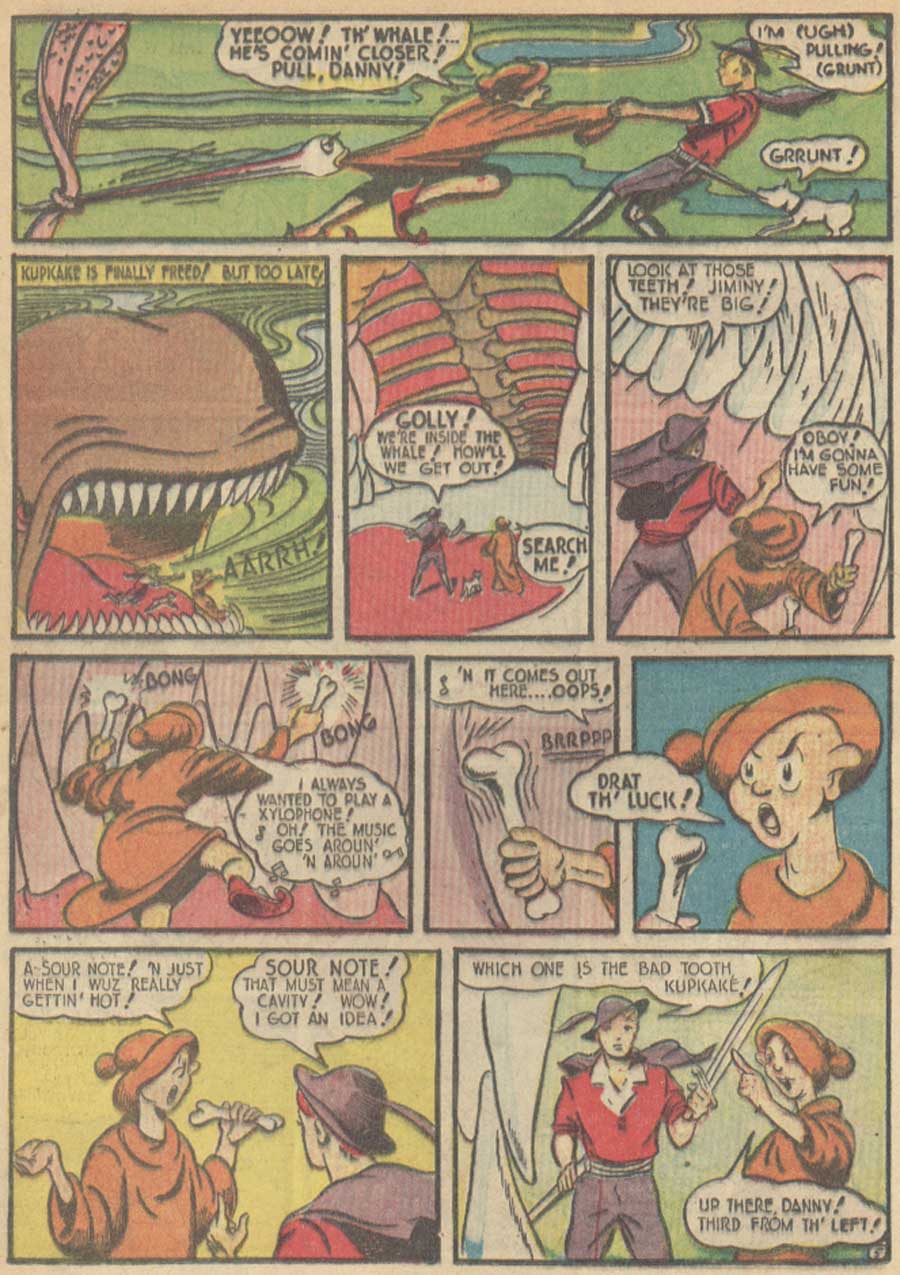 YEEOOW! TH' WHALE!...
HE'S COMIN' CLOSER!
PULL, DANNY!
I'M (UGH)
PULLING!
(GRUNT)
GRRUNT!
KUPKAKE IS FINALLY FREED! BUT TOO LATE!
AARRH!
GOLLY!
WE'RE INSIDE THE
WHALE! HOW'LL
WE GET OUT!
SEARCH
ME!
LOOK AT THOSE
TEETH! JIMINY!
THEY'RE BIG!
OBOY!
I'M GONNA
HAVE SOME
FUN!
BONG
BONG
I ALWAYS
WANTED TO PLAY A
XYLOPHONE!
OH! THE MUSIC
GOES AROUN'
'N AROUN'
'N IT COMES OUT
HERE....OOPS!
BRRPPP
DRAT
TH' LUCK!
A-SOUR NOTE! 'N JUST
WHEN I WUZ REALLY
GETTIN' HOT!
SOUR NOTE!
THAT MUST MEAN A
CAVITY! WOW!
I GOT AN IDEA!
WHICH ONE IS THE BAD TOOTH,
KUPKAKE!
UP THERE, DANNY!
THIRD FROM TH' LEFT!
5